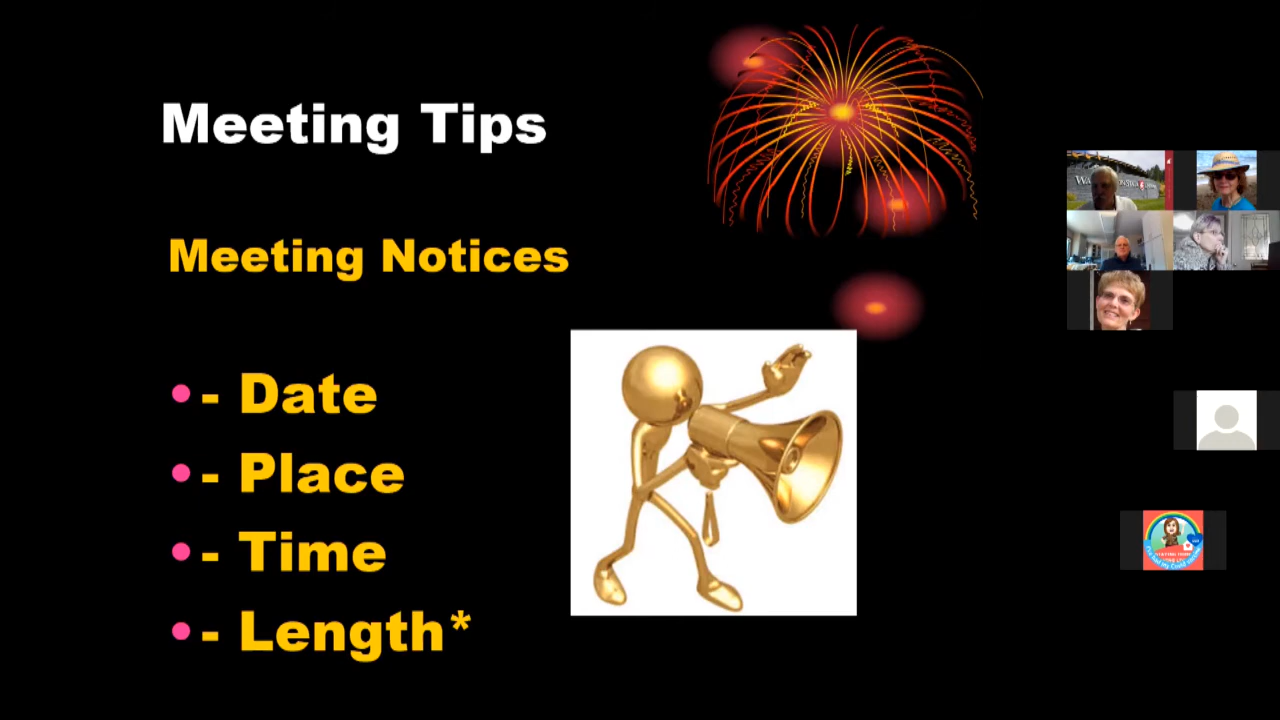 Meeting Tips
Meeting Notices
- Date
- Place
- Time
- Length*